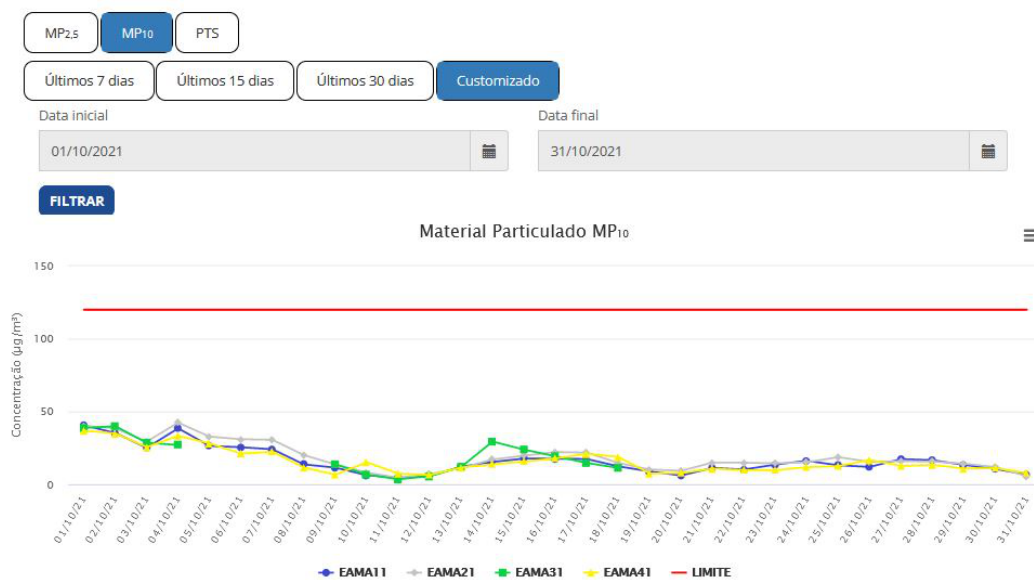 MP2,5 MP10 PTS
Últimos 7 dias Últimos 15 dias Últimos 30 dias Customizado
Data inicial Data final
01/10/2021 31/10/2021
FILTRAR
Material Particulado MP10
150
100
50
0
Concentração (µg/m³)
01/10/21 02/10/21 03/10/21 04/10/21 05/10/21 06/10/21 07/10/21 08/10/21 09/10/21 10/10/21 11/10/21 12/10/21 13/10/21 14/10/21 15/10/21 16/10/21 17/10/21 18/10/21 19/10/21 20/10/21 21/10/21 22/10/21 23/10/21 24/10/21 25/10/21 26/10/21 27/10/21 28/10/21 29/10/21 30/10/21 31/10/21
EAMA11 EAMA21 EAMA31 EAMA41 LIMITE